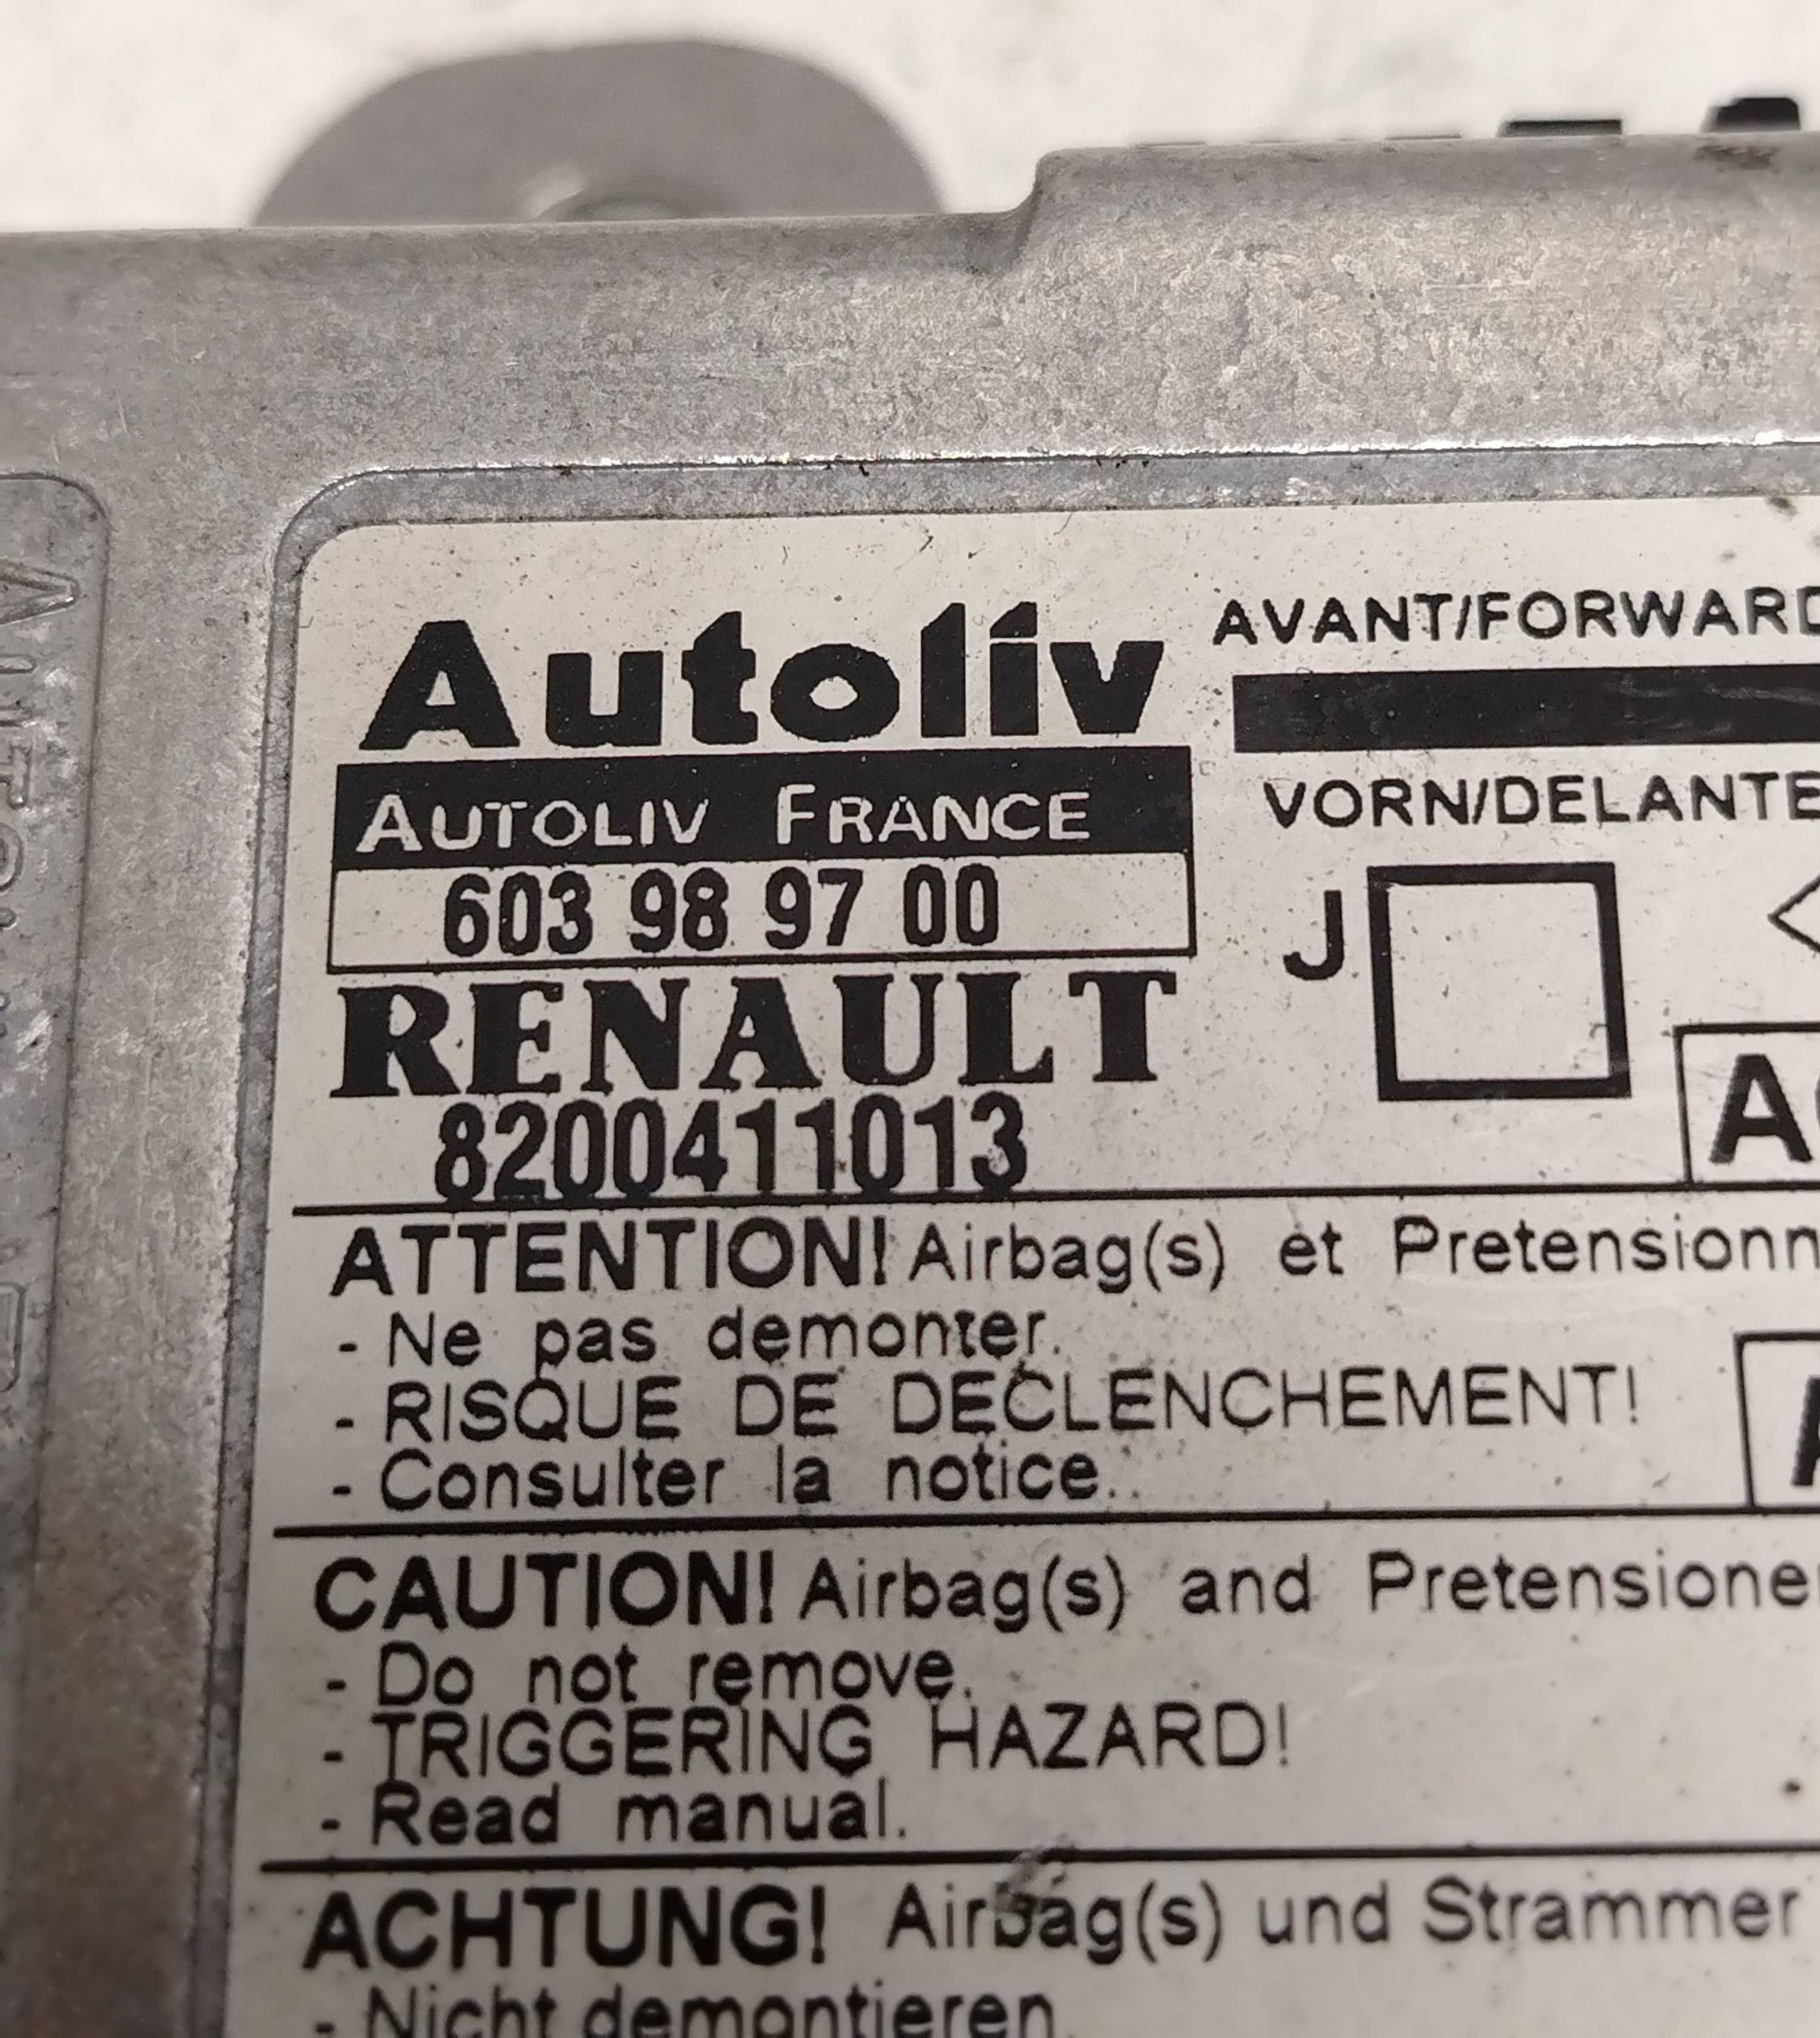 Autoliv
AUTOLIV FRANCE
603 98 97 00
RENAULT
8200411013
AVANT/FORWARD
VORN/DELANTE
J
ATTENTION! Airbag(s) et
- Ne pas demonter.
- RISQUE DE DECLENCHEMENT!
- Consulter la notice.
CAUTION! Airbag(s) and
- Do not remove.
- TRIGGERING HAZARD!
- Read manual.
ACHTUNG! Airbag(s) und Strammer
- Nicht demontieren